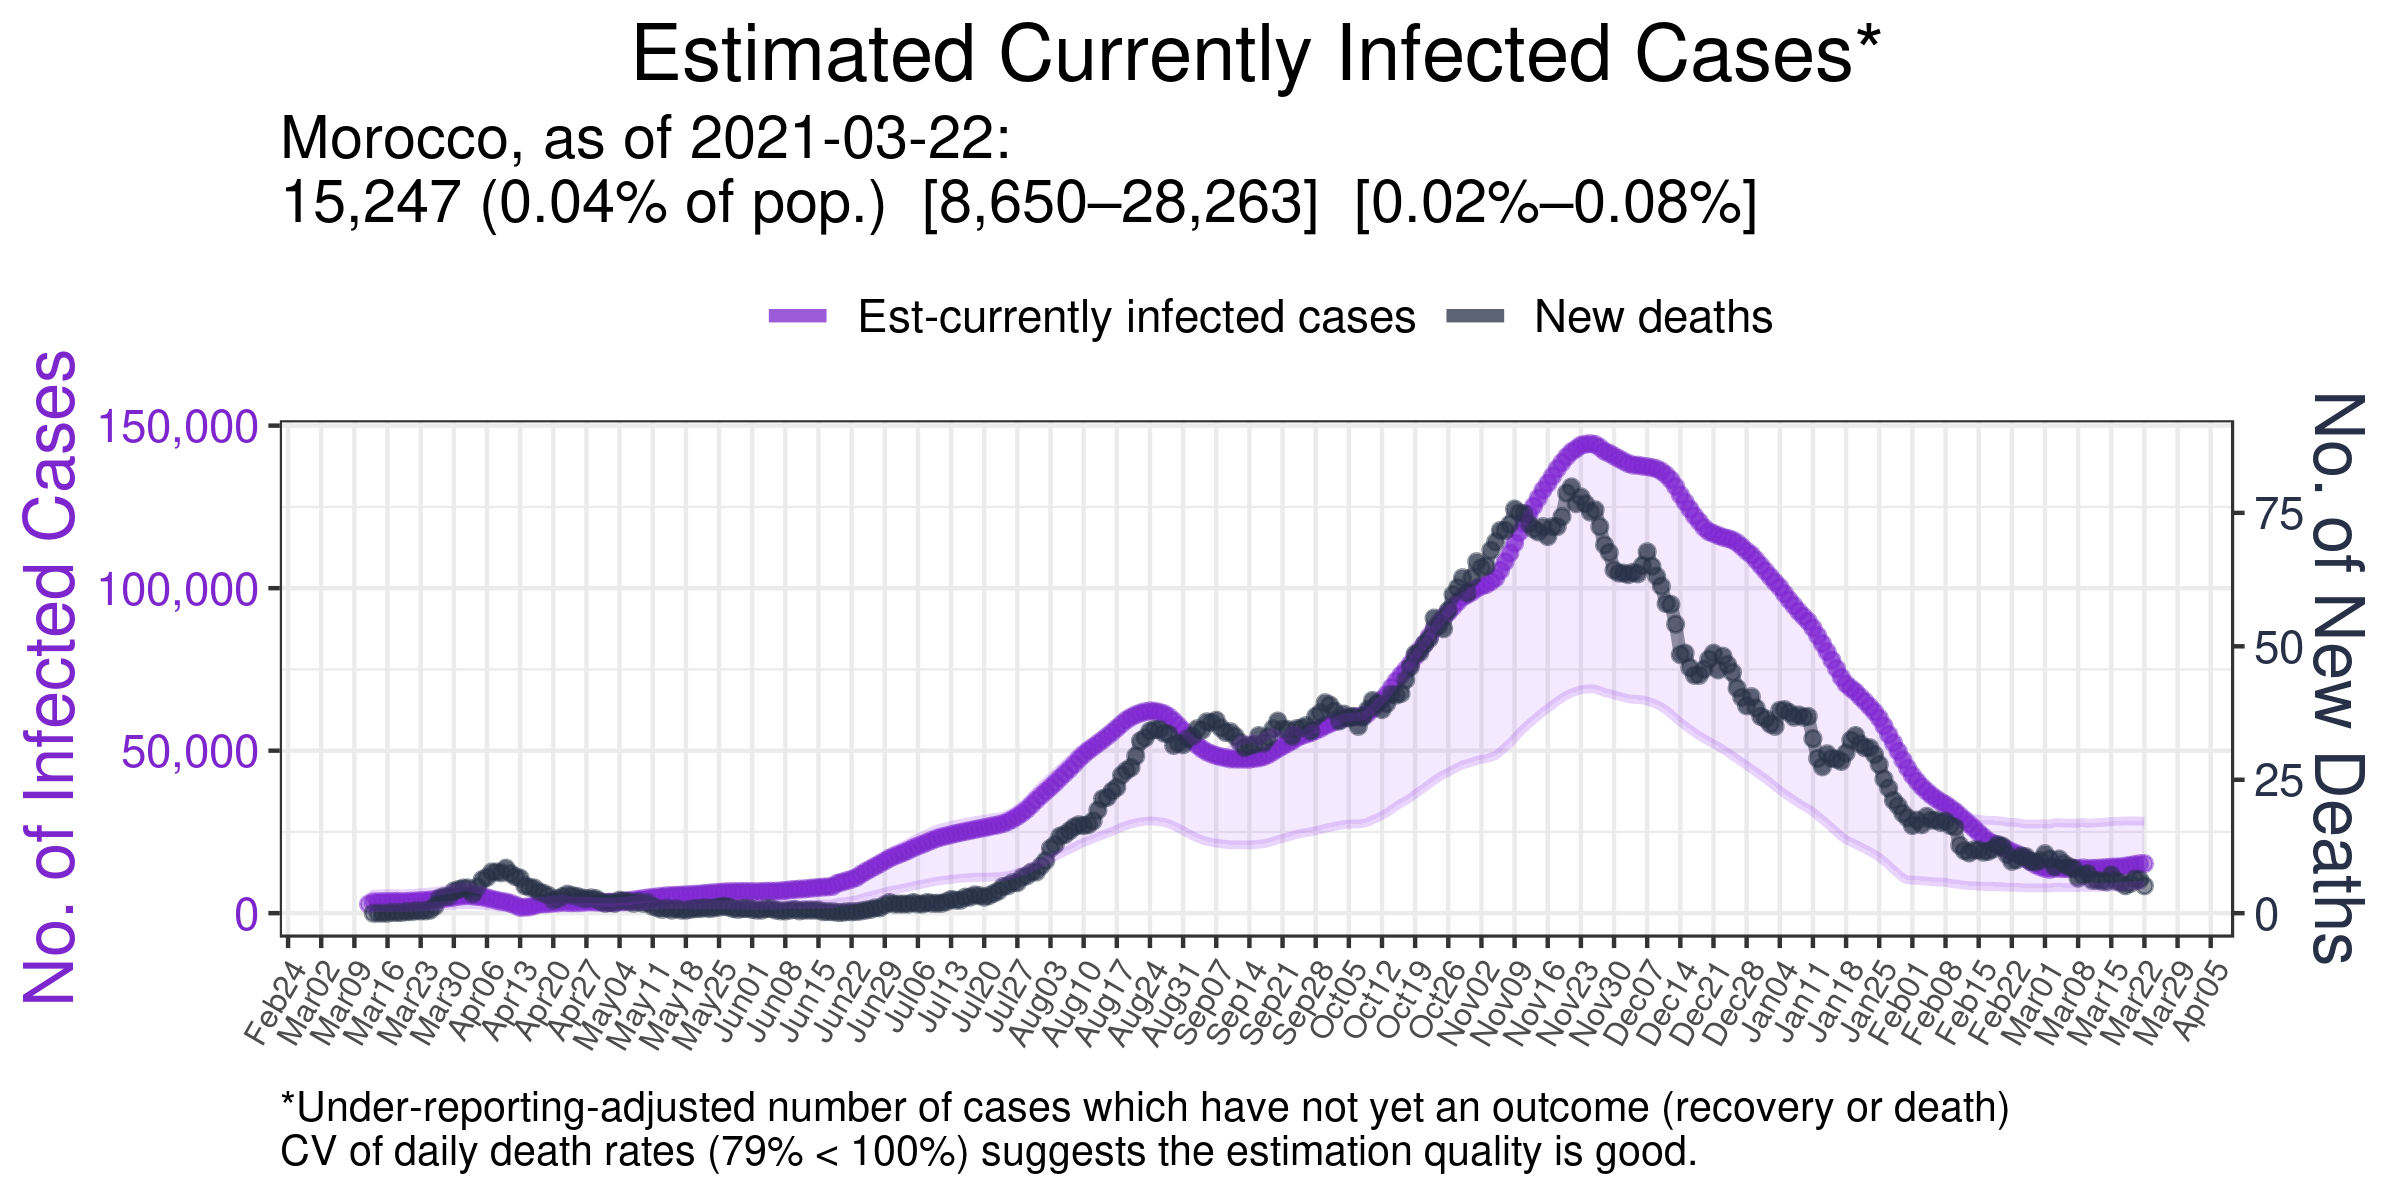 Estimated Currently Infected Cases*
Morocco, as of 2021-03-22:
15,247 (0.04% of pop.) [8,650–28,263] [0.02%–0.08%]
Est-currently infected cases New deaths
No. of Infected Cases
150,000
100,000
50,000
0
75
50
25
0
No. of New Deaths
Feb24 Mar02 Mar09 Mar16 Mar23 Mar30 Apr06 Apr13 Apr20 Apr27 May04 May11 May18 May25 Jun01 Jun08 Jun15 Jun22 Jun29 Jul06 Jul13 Jul20 Jul27 Aug03 Aug10 Aug17 Aug24 Aug31 Sep07 Sep14 Sep21 Sep28 Oct05 Oct12 Oct19 Oct26 Nov02 Nov09 Nov16 Nov23 Nov30 Dec07 Dec14 Dec21 Dec28 Jan04 Jan11 Jan18 Jan25 Feb01 Feb08 Feb15 Feb22 Mar01 Mar08 Mar15 Mar22 Mar29 Apr05
*Under-reporting-adjusted number of cases which have not yet an outcome (recovery or death)
CV of daily death rates (79% < 100%) suggests the estimation quality is good.